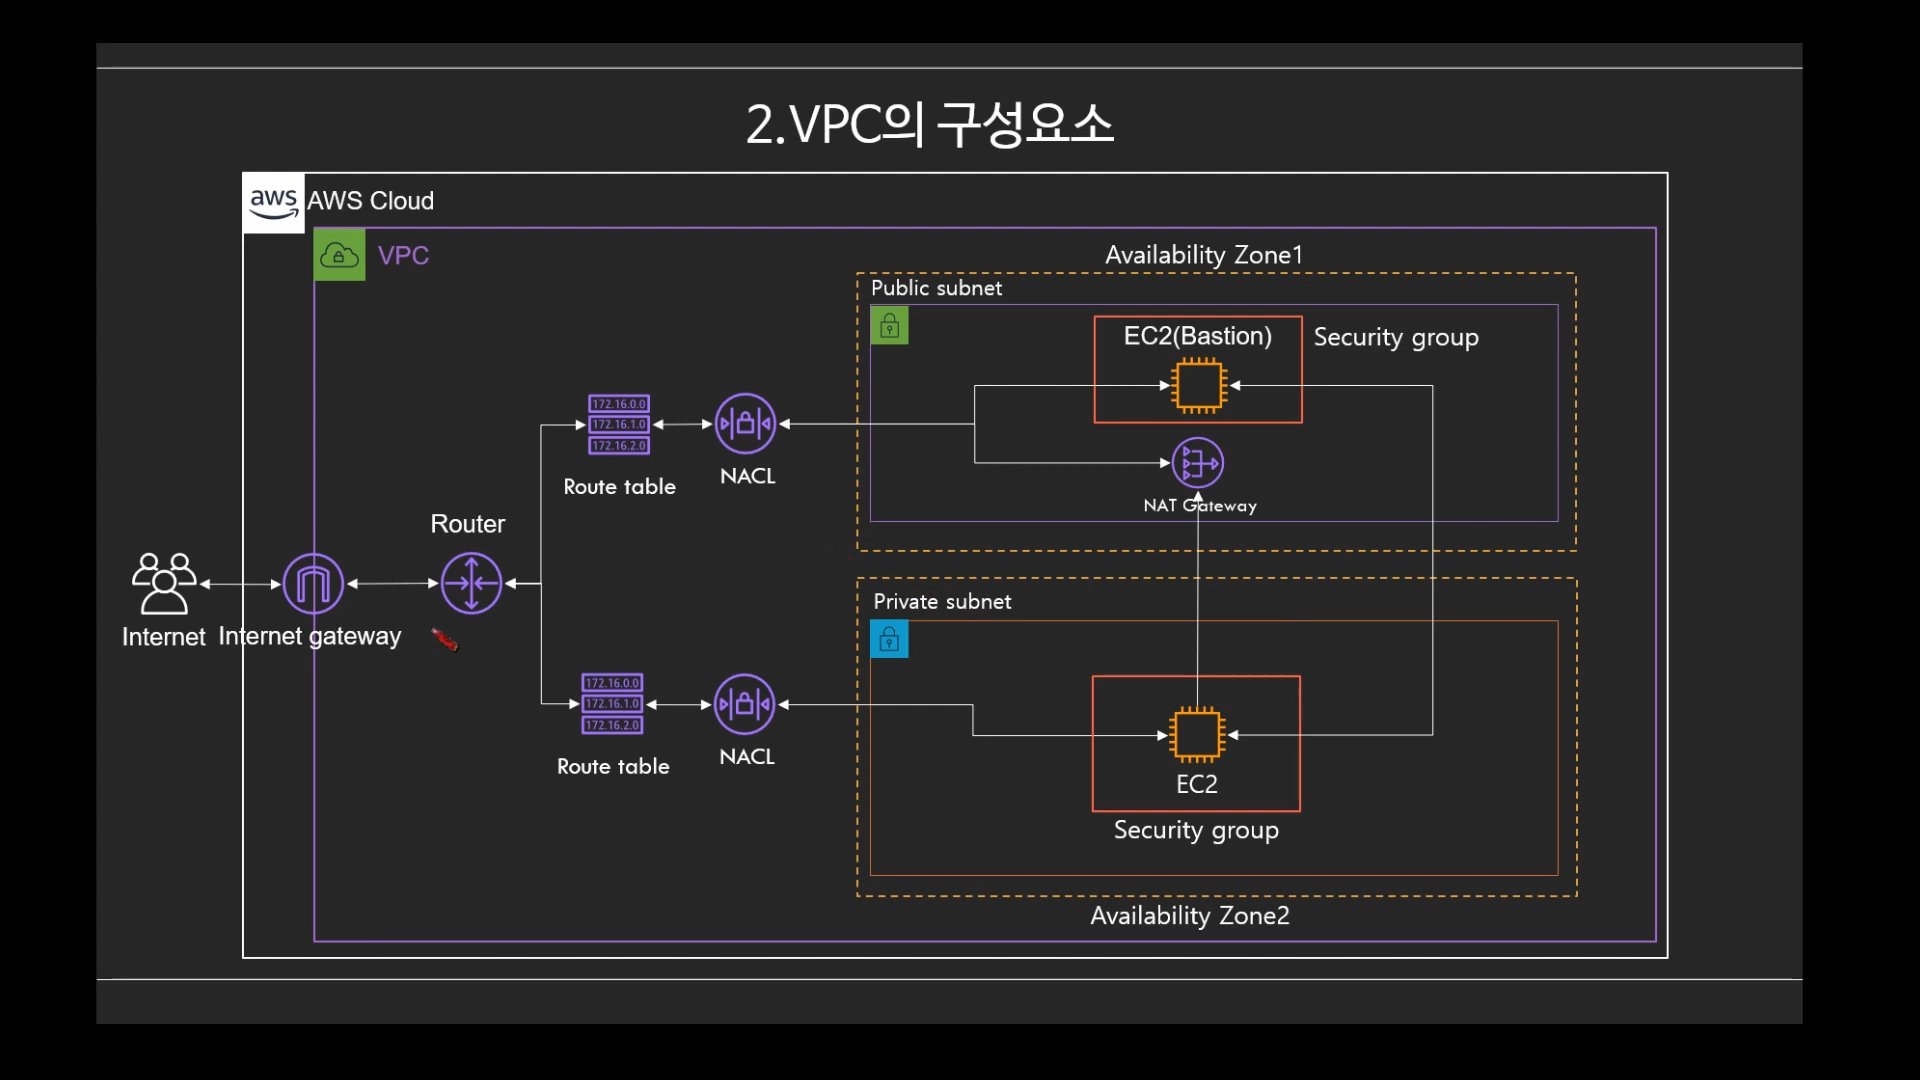 2.VPC의 구성요소
aws
AWS Cloud
VPC
Availability Zone1
Public subnet
EC2(Bastion)
Security group
172.16.0.0
172.16.1.0
172.16.2.0
Route table
NACL
NAT Gateway
Router
Internet
Internet gateway
Private subnet
172.16.0.0
172.16.1.0
172.16.2.0
Route table
NACL
EC2
Security group
Availability Zone2